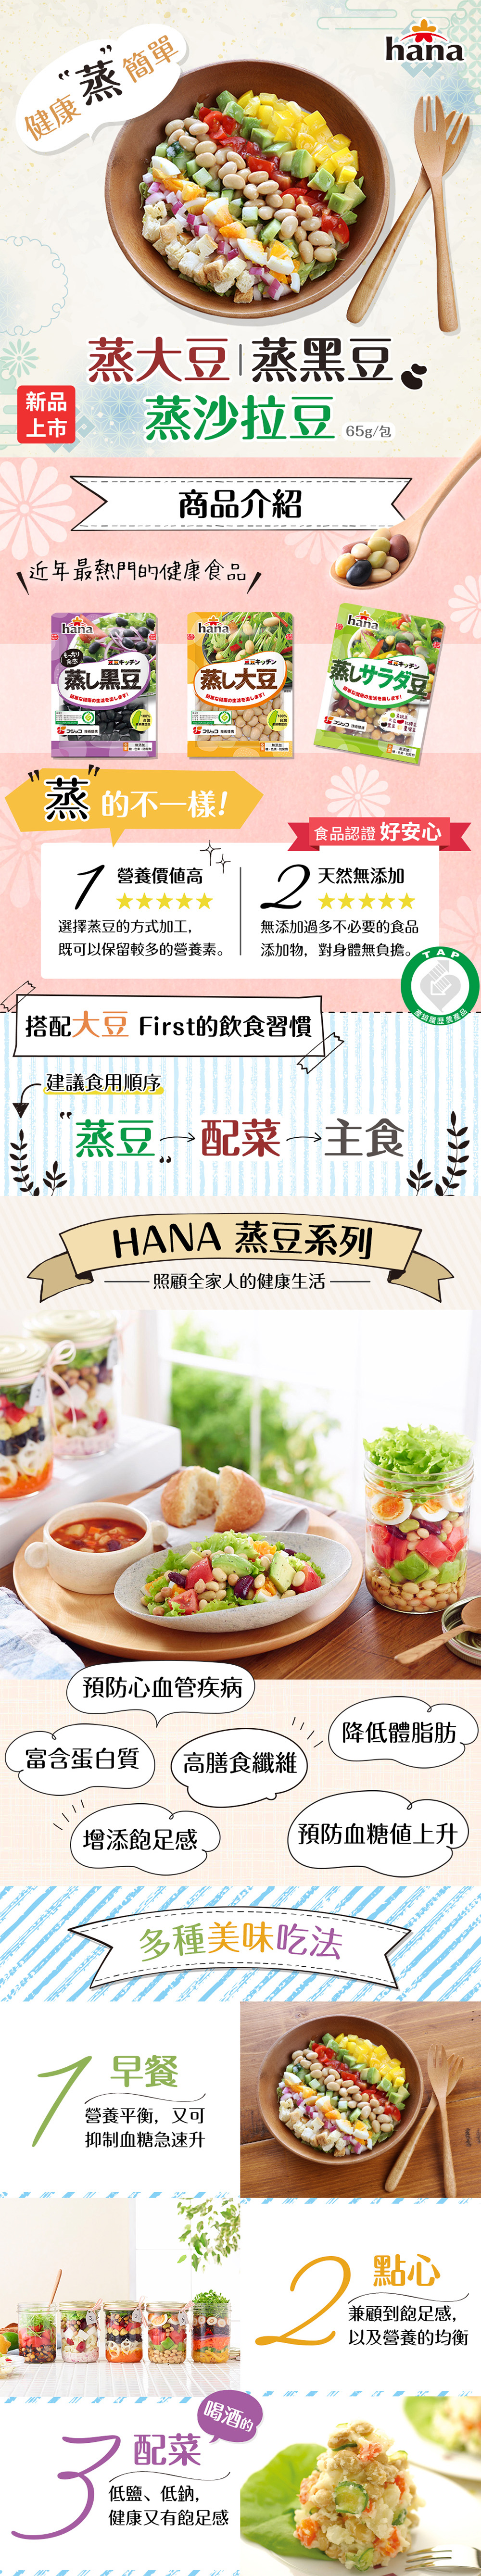 hana
健康“蒸”簡單
蒸大豆|蒸黑豆
新品
上市
蒸沙拉豆 65g/包
商品介紹
近年最熱門的健康食品
hana
蒸し黒豆
hana
蒸し大豆
hana
蒸しサラダ豆
"蒸"的不一樣!
食品認證 好安心
1 營養價值高
★★★★★
選擇蒸豆的方式加工,
既可以保留較多的營養素。
2 天然無添加
★★★★★
無添加過多不必要的食品
添加物, 對身體無負擔。
TAP
產銷履歷農產品
搭配大豆 First的飲食習慣
建議食用順序
“蒸豆„→配菜→主食
HANA 蒸豆系列
照顧全家人的健康生活
預防心血管疾病
降低體脂肪
富含蛋白質
高膳食纖維
增添飽足感
預防血糖值上升
多種美味吃法
1 早餐
營養平衡, 又可
抑制血糖急速升
2 點心
兼顧到飽足感,
以及營養的均衡
喝酒的
3 配菜
低鹽、低鈉,
健康又有飽足感